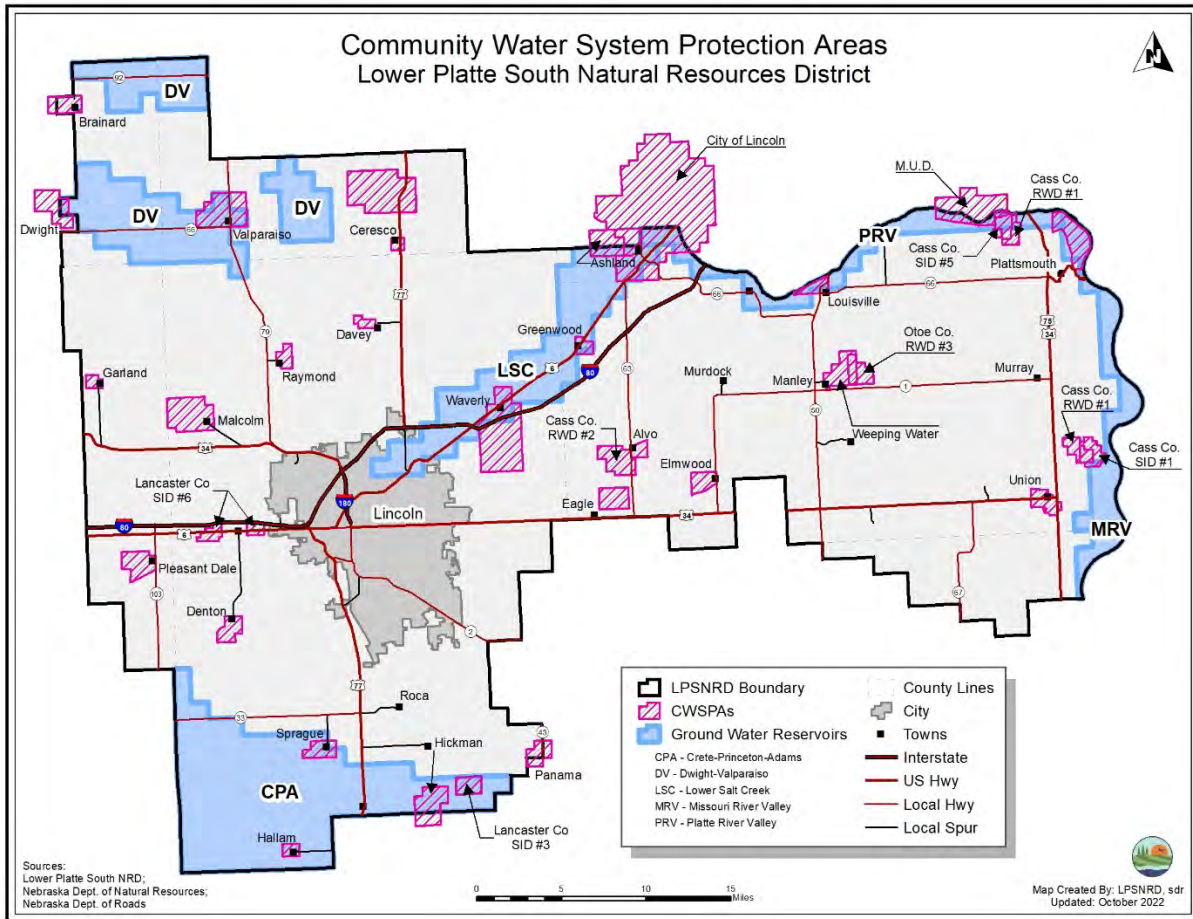 Community Water System Protection Areas
Lower Platte South Natural Resources District
N
92
DV
Brainard
City of Lincoln
M.U.D.
Cass Co.
RWD #1
Dwight
DV
66
Valparaiso
DV
Ceresco
77
Ashland
PRV
Cass Co.
SID #5
Plattsmouth
66
Louisville
66
79
Davey
Greenwood
6
80
63
Otoe Co.
RWD #3
75
34
Garland
Raymond
LSC
Murdock
Manley
1
Murray
Malcolm
Waverly
50
Cass Co.
RWD #1
34
Cass Co.
RWD #2
Alvo
Weeping Water
Elmwood
Cass Co.
SID #1
Lancaster Co
SID #6
180
Lincoln
Eagle
34
Union
80
6
MRV
Pleasant Dale
103
Denton
2
67
77
Roca
33
Sprague
Hickman
43
Panama
CPA
Hallam
Lancaster Co
SID #3
LPSNRD Boundary
CWSPAs
Ground Water Reservoirs
CPA - Crete-Princeton-Adams
DV - Dwight-Valparaiso
LSC - Lower Salt Creek
MRV - Missouri River Valley
PRV - Platte River Valley
County Lines
City
Towns
Interstate
US Hwy
Local Hwy
Local Spur
Sources:
Lower Platte South NRD;
Nebraska Dept. of Natural Resources;
Nebraska Dept. of Roads
0 5 10 15
Miles
Map Created By: LPSNRD, sdr
Updated: October 2022